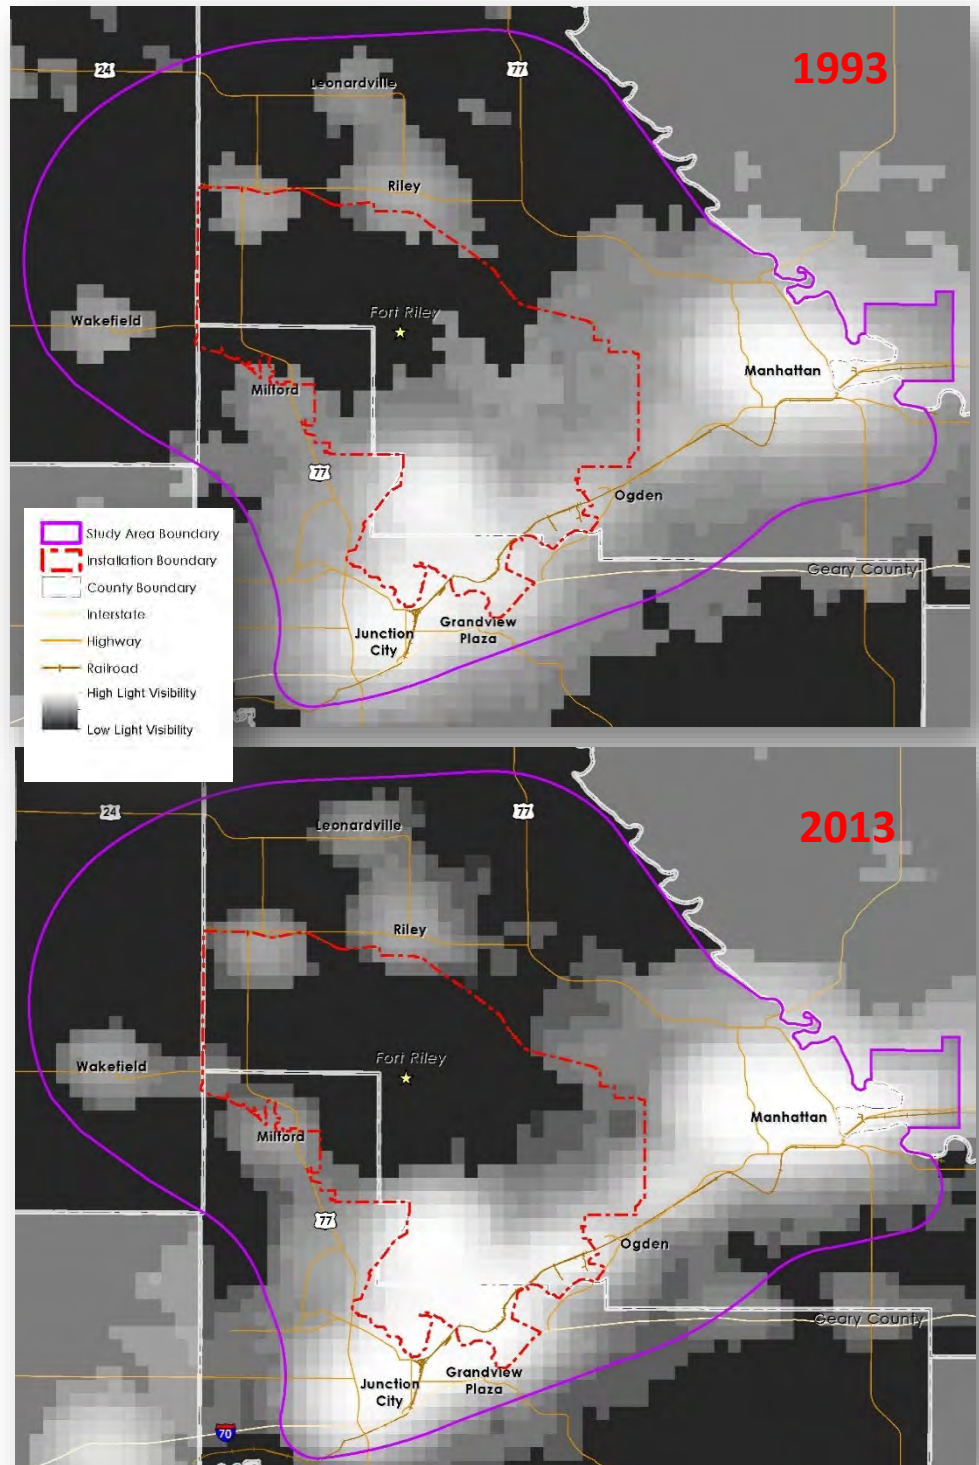 1993
24
77
Leonardville
Riley
Fort Riley
Wakefield
Milford
Manhattan
77
Ogden
Geary County
Grandview
Plaza
Junction
City
Study Area Boundary
Installation Boundary
County Boundary
Interstate
Highway
Railroad
High Light Visibility
Low Light Visibility
2013
24
77
Leonardville
Riley
Fort Riley
Wakefield
Manhattan
Milford
77
Ogden
Geary County
Grandview
Plaza
Junction
City
70